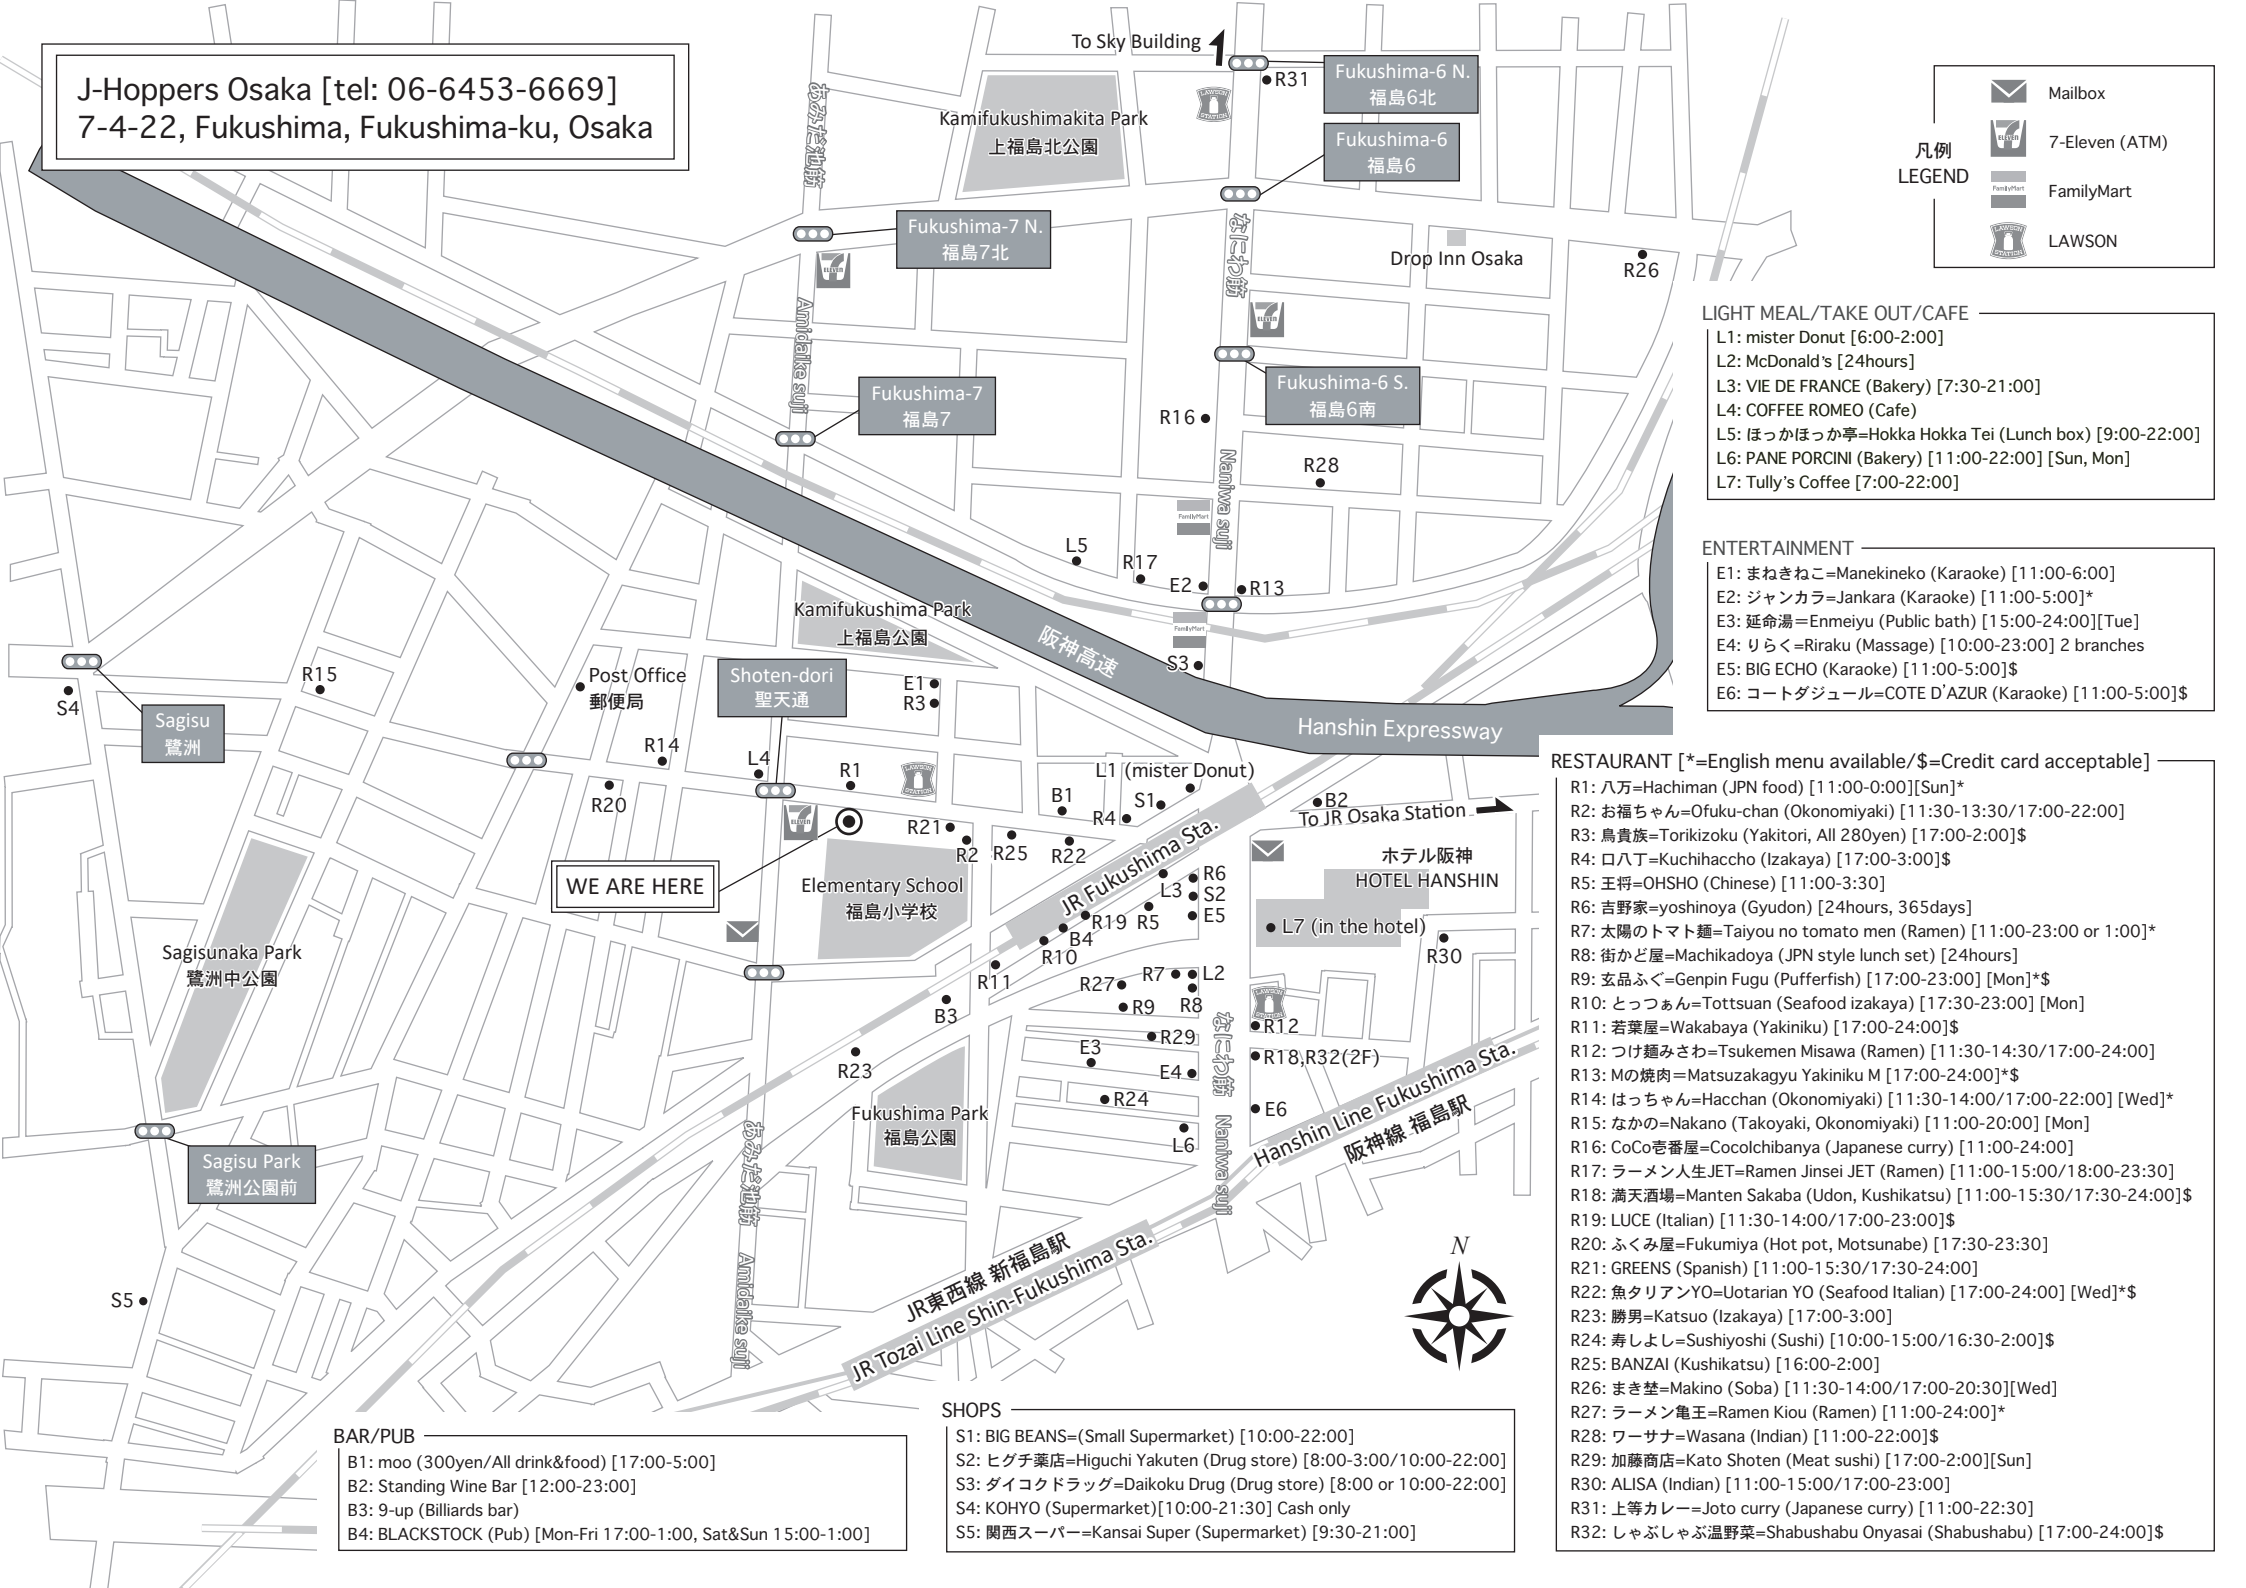 J-Hoppers Osaka [tel: 06-6453-6669]
7-4-22, Fukushima, Fukushima-ku, Osaka
To Sky Building
R31
Fukushima-6 N.
福島6北
LAWSON
STATION
Kamifukushimakita Park
上福島北公園
Fukushima-6
福島6
あみだ池筋
Fukushima-7 N.
福島7北
ELEVEN
なにわ筋
Drop Inn Osaka
R26
Amidaike suji
ELEVEN
Fukushima-7
福島7
Fukushima-6 S.
福島6南
R16
R28
Naniwa suji
FamilyMart
L5
R17
E2
R13
FamilyMart
Kamifukushima Park
上福島公園
阪神高速
S3
Hanshin Expressway
R15
S4
Sagisu
鷺洲
Post Office
郵便局
Shoten-dori
聖天通
E1
R3
R14
L4
R1
LAWSON
STATION
R20
ELEVEN
L1 (mister Donut)
B1
S1
R4
B2
To JR Osaka Station
R21
R2
R25
R22
JR Fukushima Sta.
WE ARE HERE
Elementary School
福島小学校
ホテル阪神
HOTEL HANSHIN
R6
L3
S2
R19
R5
E5
L7 (in the hotel)
B4
R10
R30
Sagisunaka Park
鷺洲中公園
R11
R27
R7
L2
R9
R8
LAWSON
STATION
B3
R12
R29
なにわ筋
R23
E3
R18,R32(2F)
E4
R24
E6
Fukushima Park
福島公園
L6
Hanshin Line Fukushima Sta.
阪神線 福島駅
Naniwa suji
Sagisu Park
鷺洲公園前
あみだ池筋
Amidaike suji
S5
JR東西線 新福島駅
JR Tozai Line Shin-Fukushima Sta.
N
凡例
LEGEND
Mailbox
ELEVEN
7-Eleven (ATM)
FamilyMart
FamilyMart
LAWSON
STATION
LAWSON
LIGHT MEAL/TAKE OUT/CAFE
L1: mister Donut [6:00-2:00]
L2: McDonald's [24hours]
L3: VIE DE FRANCE (Bakery) [7:30-21:00]
L4: COFFEE ROMEO (Cafe)
L5: ほっかほっか亭=Hokka Hokka Tei (Lunch box) [9:00-22:00]
L6: PANE PORCINI (Bakery) [11:00-22:00] [Sun, Mon]
L7: Tully's Coffee [7:00-22:00]
ENTERTAINMENT
E1: まねきねこ=Manekineko (Karaoke) [11:00-6:00]
E2: ジャンカラ=Jankara (Karaoke) [11:00-5:00]*
E3: 延命湯＝Enmeiyu (Public bath) [15:00-24:00][Tue]
E4: りらく=Riraku (Massage) [10:00-23:00] 2 branches
E5: BIG ECHO (Karaoke) [11:00-5:00]$
E6: コートダジュール=COTE D'AZUR (Karaoke) [11:00-5:00]$
RESTAURANT [*=English menu available/$=Credit card acceptable]
R1: 八万=Hachiman (JPN food) [11:00-0:00][Sun]*
R2: お福ちゃん=Ofuku-chan (Okonomiyaki) [11:30-13:30/17:00-22:00]
R3: 鳥貴族=Torikizoku (Yakitori, All 280yen) [17:00-2:00]$
R4: 口八丁=Kuchihaccho (Izakaya) [17:00-3:00]$
R5: 王将=OHSHO (Chinese) [11:00-3:30]
R6: 吉野家=yoshinoya (Gyudon) [24hours, 365days]
R7: 太陽のトマト麺=Taiyou no tomato men (Ramen) [11:00-23:00 or 1:00]*
R8: 街かど屋=Machikadoya (JPN style lunch set) [24hours]
R9: 玄品ふぐ=Genpin Fugu (Pufferfish) [17:00-23:00] [Mon]*$
R10: とっつぁん=Tottsuan (Seafood izakaya) [17:30-23:00] [Mon]
R11: 若葉屋=Wakabaya (Yakiniku) [17:00-24:00]$
R12: つけ麺みさわ=Tsukemen Misawa (Ramen) [11:30-14:30/17:00-24:00]
R13: Mの焼肉＝Matsuzakagyu Yakiniku M [17:00-24:00]*$
R14: はっちゃん=Hacchan (Okonomiyaki) [11:30-14:00/17:00-22:00] [Wed]*
R15: なかの=Nakano (Takoyaki, Okonomiyaki) [11:00-20:00] [Mon]
R16: CoCo壱番屋=CocoIchibanya (Japanese curry) [11:00-24:00]
R17: ラーメン人生JET=Ramen Jinsei JET (Ramen) [11:00-15:00/18:00-23:30]
R18: 満天酒場=Manten Sakaba (Udon, Kushikatsu) [11:00-15:30/17:30-24:00]$
R19: LUCE (Italian) [11:30-14:00/17:00-23:00]$
R20: ふくみ屋=Fukumiya (Hot pot, Motsunabe) [17:30-23:30]
R21: GREENS (Spanish) [11:00-15:30/17:30-24:00]
R22: 魚タリアンYO=Uotarian YO (Seafood Italian) [17:00-24:00] [Wed]*$
R23: 勝男=Katsuo (Izakaya) [17:00-3:00]
R24: 寿しよし=Sushiyoshi (Sushi) [10:00-15:00/16:30-2:00]$
R25: BANZAI (Kushikatsu) [16:00-2:00]
R26: まき埜=Makino (Soba) [11:30-14:00/17:00-20:30][Wed]
R27: ラーメン亀王=Ramen Kiou (Ramen) [11:00-24:00]*
R28: ワーサナ=Wasana (Indian) [11:00-22:00]$
R29: 加藤商店=Kato Shoten (Meat sushi) [17:00-2:00][Sun]
R30: ALISA (Indian) [11:00-15:00/17:00-23:00]
R31: 上等カレー=Joto curry (Japanese curry) [11:00-22:30]
R32: しゃぶしゃぶ温野菜=Shabushabu Onyasai (Shabushabu) [17:00-24:00]$
BAR/PUB
B1: moo (300yen/All drink&food) [17:00-5:00]
B2: Standing Wine Bar [12:00-23:00]
B3: 9-up (Billiards bar)
B4: BLACKSTOCK (Pub) [Mon-Fri 17:00-1:00, Sat&Sun 15:00-1:00]
SHOPS
S1: BIG BEANS=(Small Supermarket) [10:00-22:00]
S2: ヒグチ薬店=Higuchi Yakuten (Drug store) [8:00-3:00/10:00-22:00]
S3: ダイコクドラッグ=Daikoku Drug (Drug store) [8:00 or 10:00-22:00]
S4: KOHYO (Supermarket)[10:00-21:30] Cash only
S5: 関西スーパー=Kansai Super (Supermarket) [9:30-21:00]